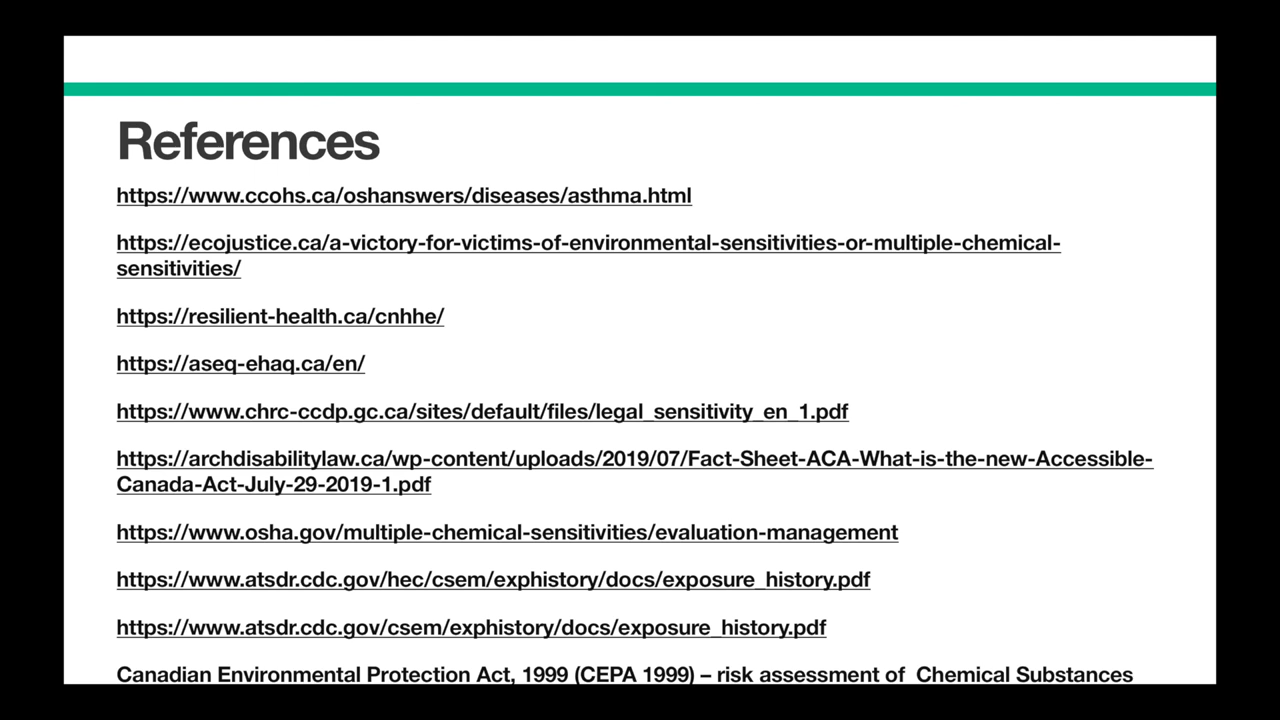 References
https://www.ccohs.ca/oshanswers/diseases/asthma.html
https://ecojustice.ca/a-victory-for-victims-of-environmental-sensitivities-or-multiple-chemical-
sensitivities/
https://resilient-health.ca/cnhhe/
https://aseq-ehaq.ca/en/
https://www.chrc-ccdp.gc.ca/sites/default/files/legal_sensitivity_en_1.pdf
https://archdisabilitylaw.ca/wp-content/uploads/2019/07/Fact-Sheet-ACA-What-is-the-new-Accessible-
Canada-Act-July-29-2019-1.pdf
https://www.osha.gov/multiple-chemical-sensitivities/evaluation-management
https://www.atsdr.cdc.gov/hec/csem/exphistory/docs/exposure_history.pdf
https://www.atsdr.cdc.gov/csem/exphistory/docs/exposure_history.pdf
Canadian Environmental Protection Act, 1999 (CEPA 1999) – risk assessment of  Chemical Substances